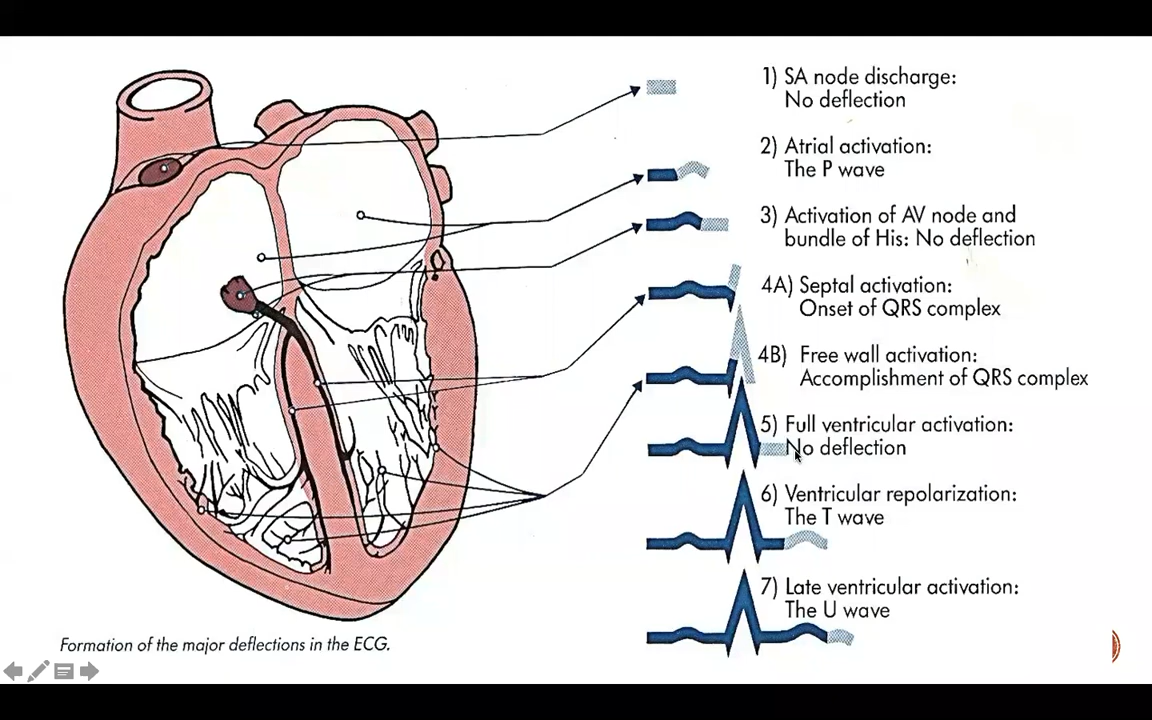 1) SA node discharge:
No deflection
2) Atrial activation:
The P wave
3) Activation of AV node and
bundle of His: No deflection
4A) Septal activation:
Onset of QRS complex
4B) Free wall activation:
Accomplishment of QRS complex
5) Full ventricular activation:
No deflection
6) Ventricular repolarization:
The T wave
7) Late ventricular activation:
The U wave
Formation of the major deflections in the ECG.